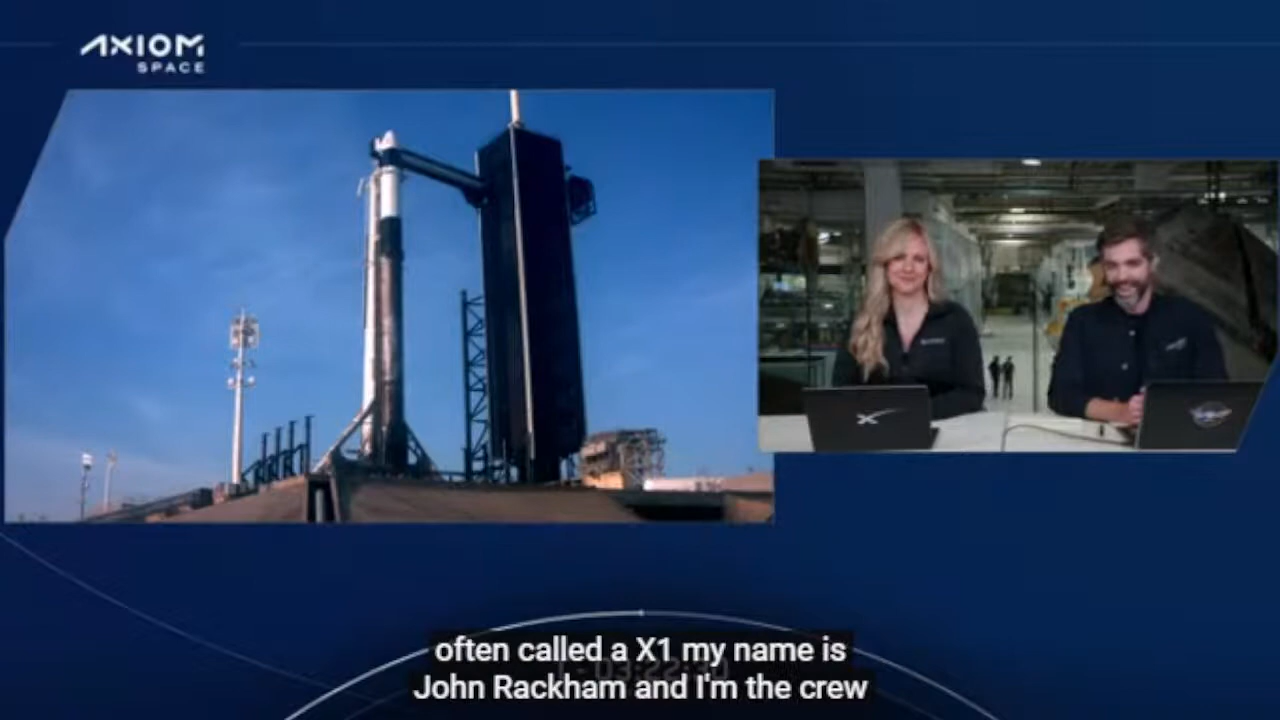 AXIOM
SPACE
often called a X1 my name is
John Rackham and I'm the crew